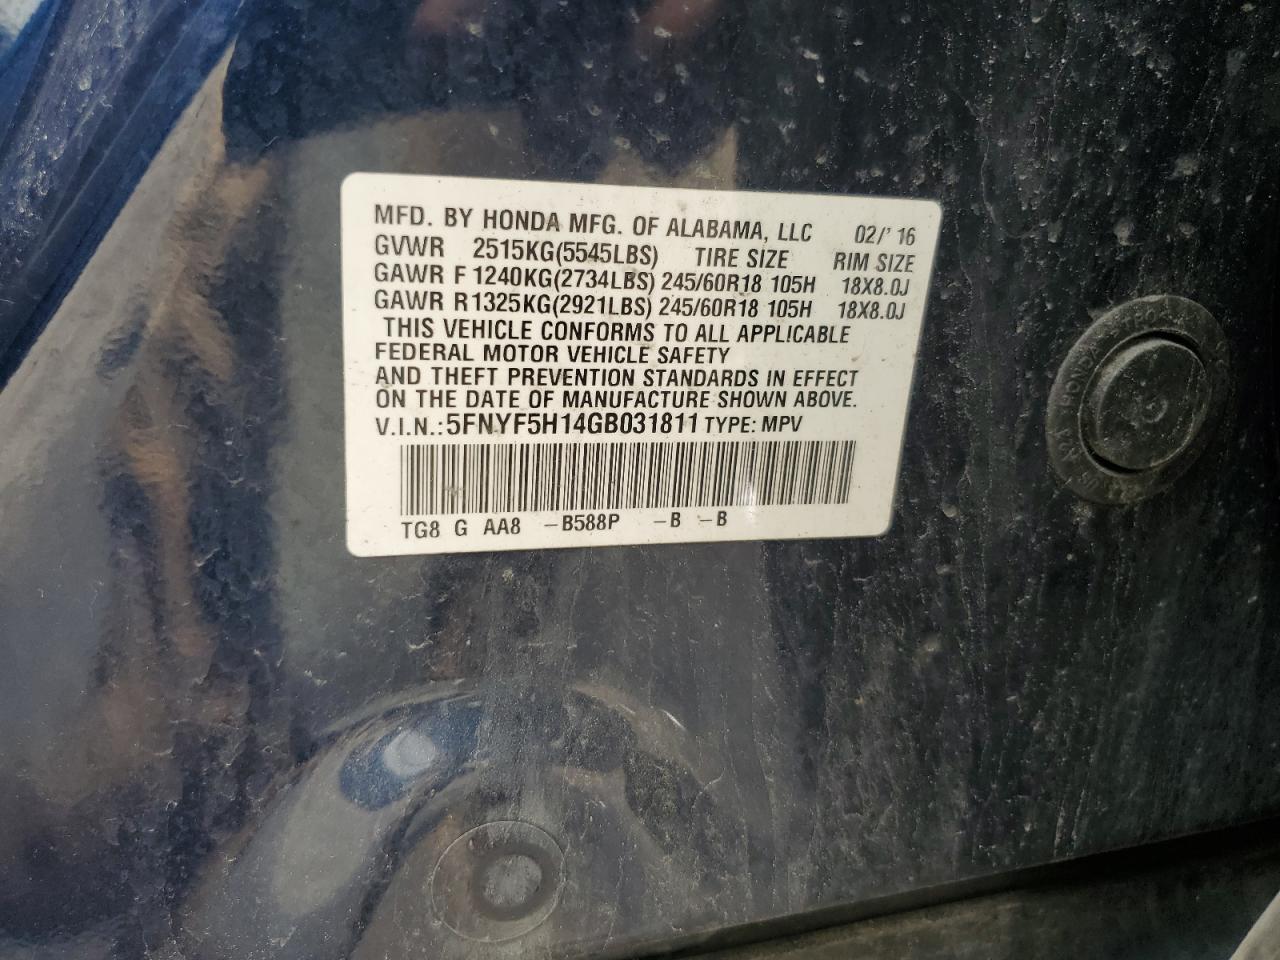 MFD. BY HONDA MFG. OF ALABAMA, LLC 02/'16
GVWR 2515KG(5545LBS) TIRE SIZE RIM SIZE
GAWR F 1240KG(2734LBS) 245/60R18 105H 18X8.0J
GAWR R 1325KG(2921LBS) 245/60R18 105H 18X8.0J
THIS VEHICLE CONFORMS TO ALL APPLICABLE
FEDERAL MOTOR VEHICLE SAFETY
AND THEFT PREVENTION STANDARDS IN EFFECT
ON THE DATE OF MANUFACTURE SHOWN ABOVE.
V.I.N.:5FNYF5H14GB031811 TYPE: MPV
TG8 G AA8 -B588P -B -B
HONDA